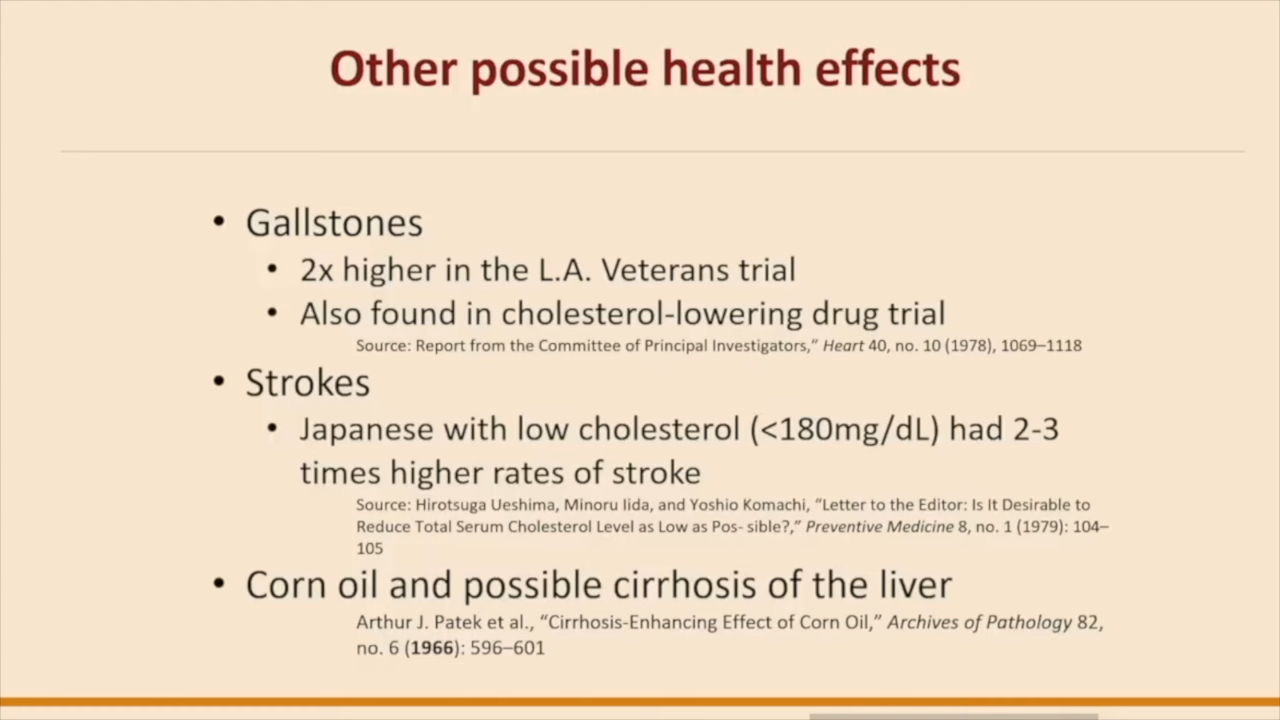 Other possible health effects
• Gallstones
• 2x higher in the L.A. Veterans trial
• Also found in cholesterol-lowering drug trial
Source: Report from the Committee of Principal Investigators,” Heart 40, no. 10 (1978), 1069–1118
• Strokes
• Japanese with low cholesterol (<180mg/dL) had 2-3
times higher rates of stroke
Source: Hirotsuga Ueshima, Minoru Iida, and Yoshio Komachi, “Letter to the Editor: Is It Desirable to
Reduce Total Serum Cholesterol Level as Low as Pos- sible?,” Preventive Medicine 8, no. 1 (1979): 104–
105
• Corn oil and possible cirrhosis of the liver
Arthur J. Patek et al., “Cirrhosis-Enhancing Effect of Corn Oil,” Archives of Pathology 82,
no. 6 (1966): 596–601